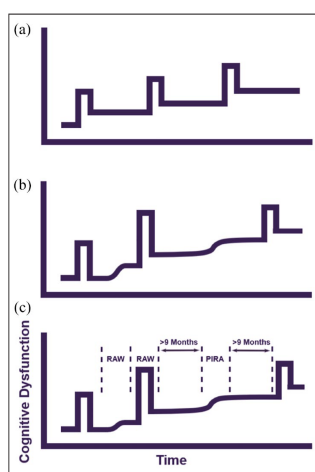 (a)
(b)
(c)
>9 Months
>9 Months
RAW
RAW
PIRA
Cognitive Dysfunction
Time